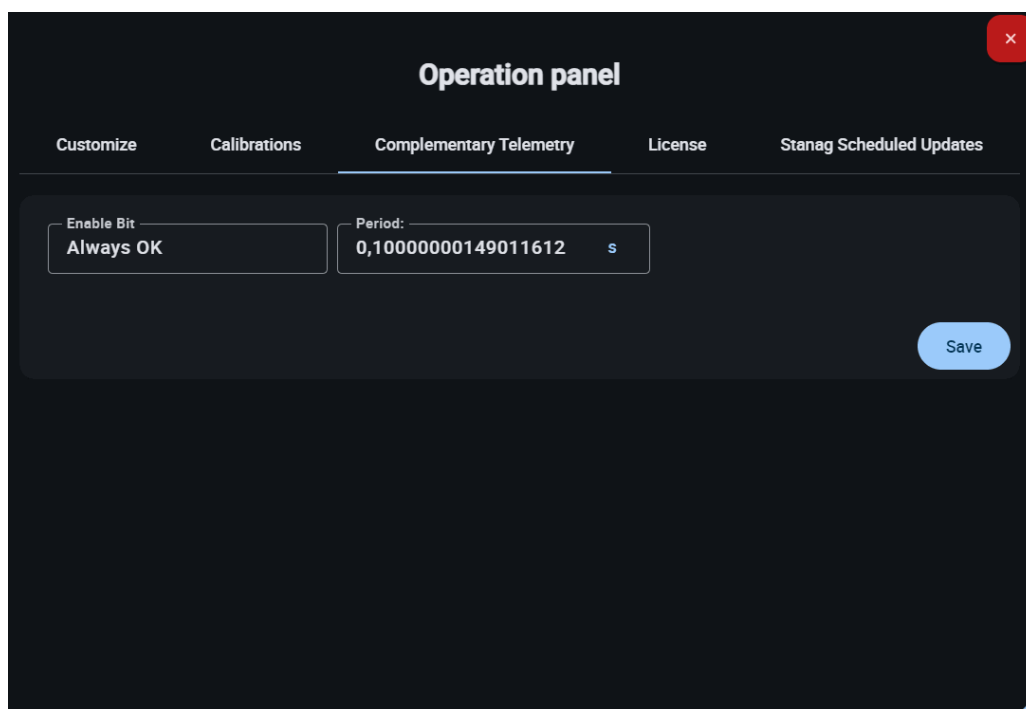 ×
Operation panel
Customize Calibrations Complementary Telemetry License Stanag Scheduled Updates
Enable Bit Period:
Always OK 0,10000000149011612 s
Save